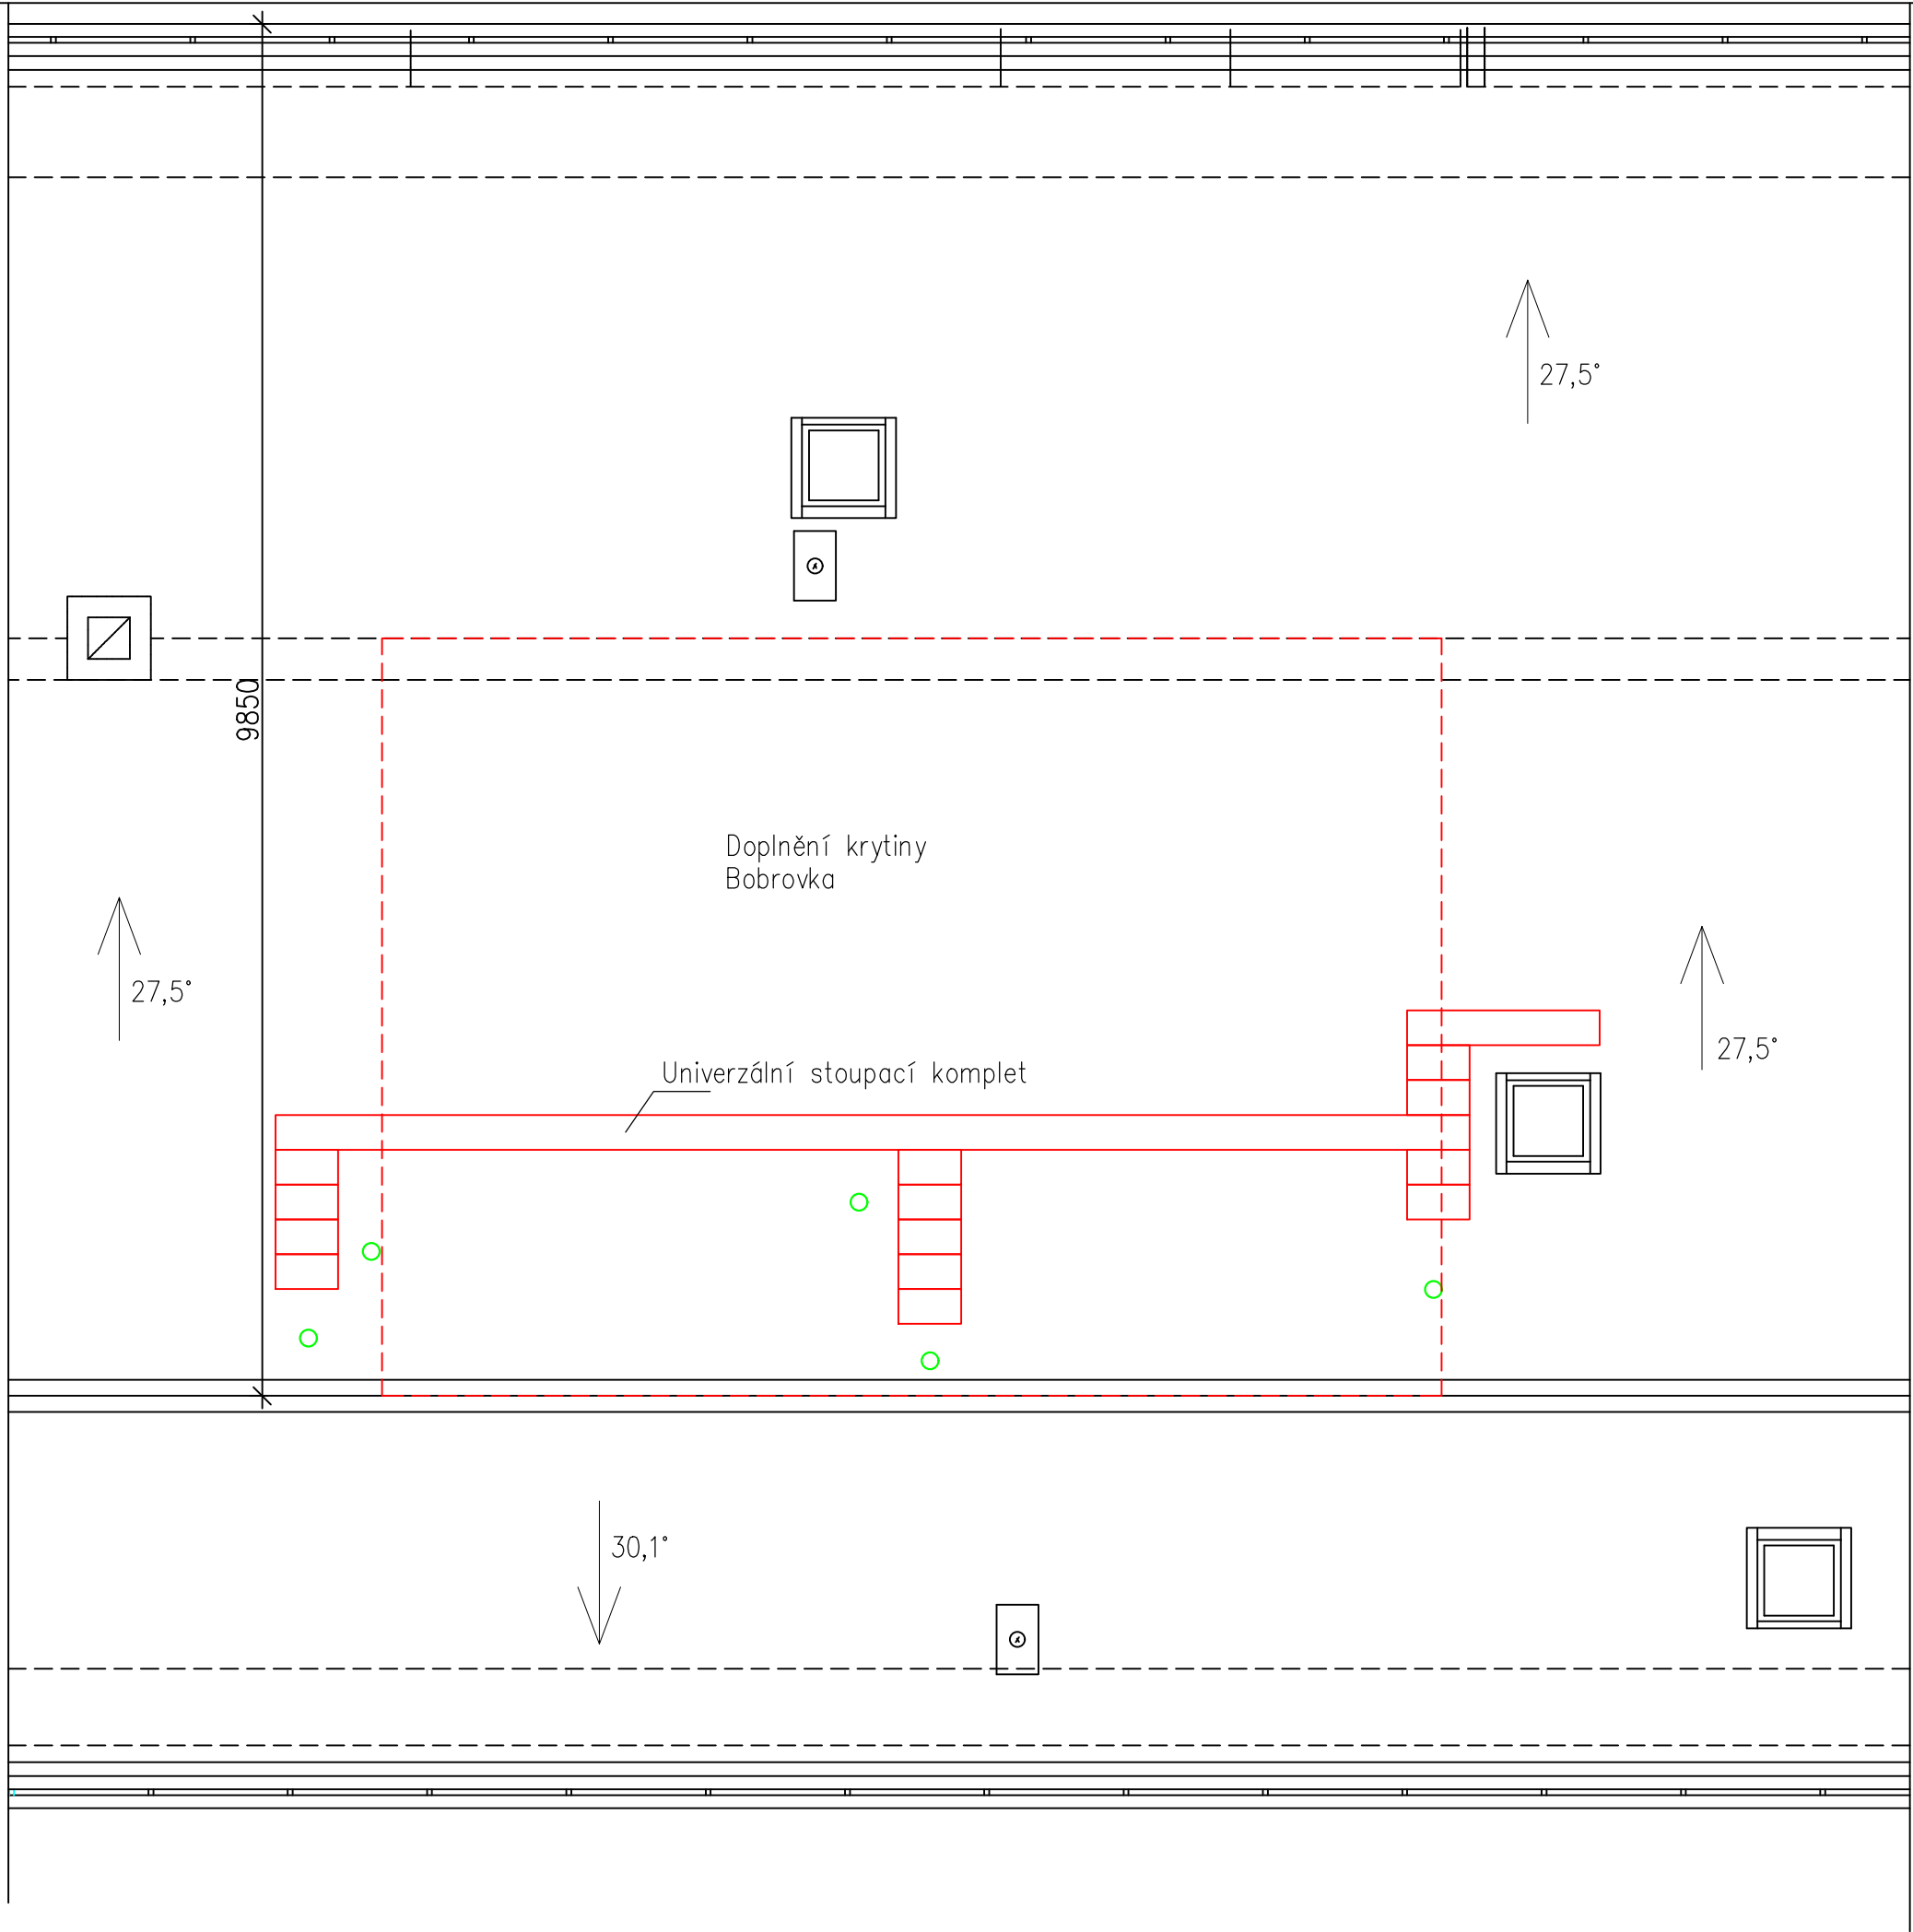 27,5°
9850
Doplnění krytiny
Bobrovka
27,5°
27,5°
Univerzální stoupací komplet
30,1°